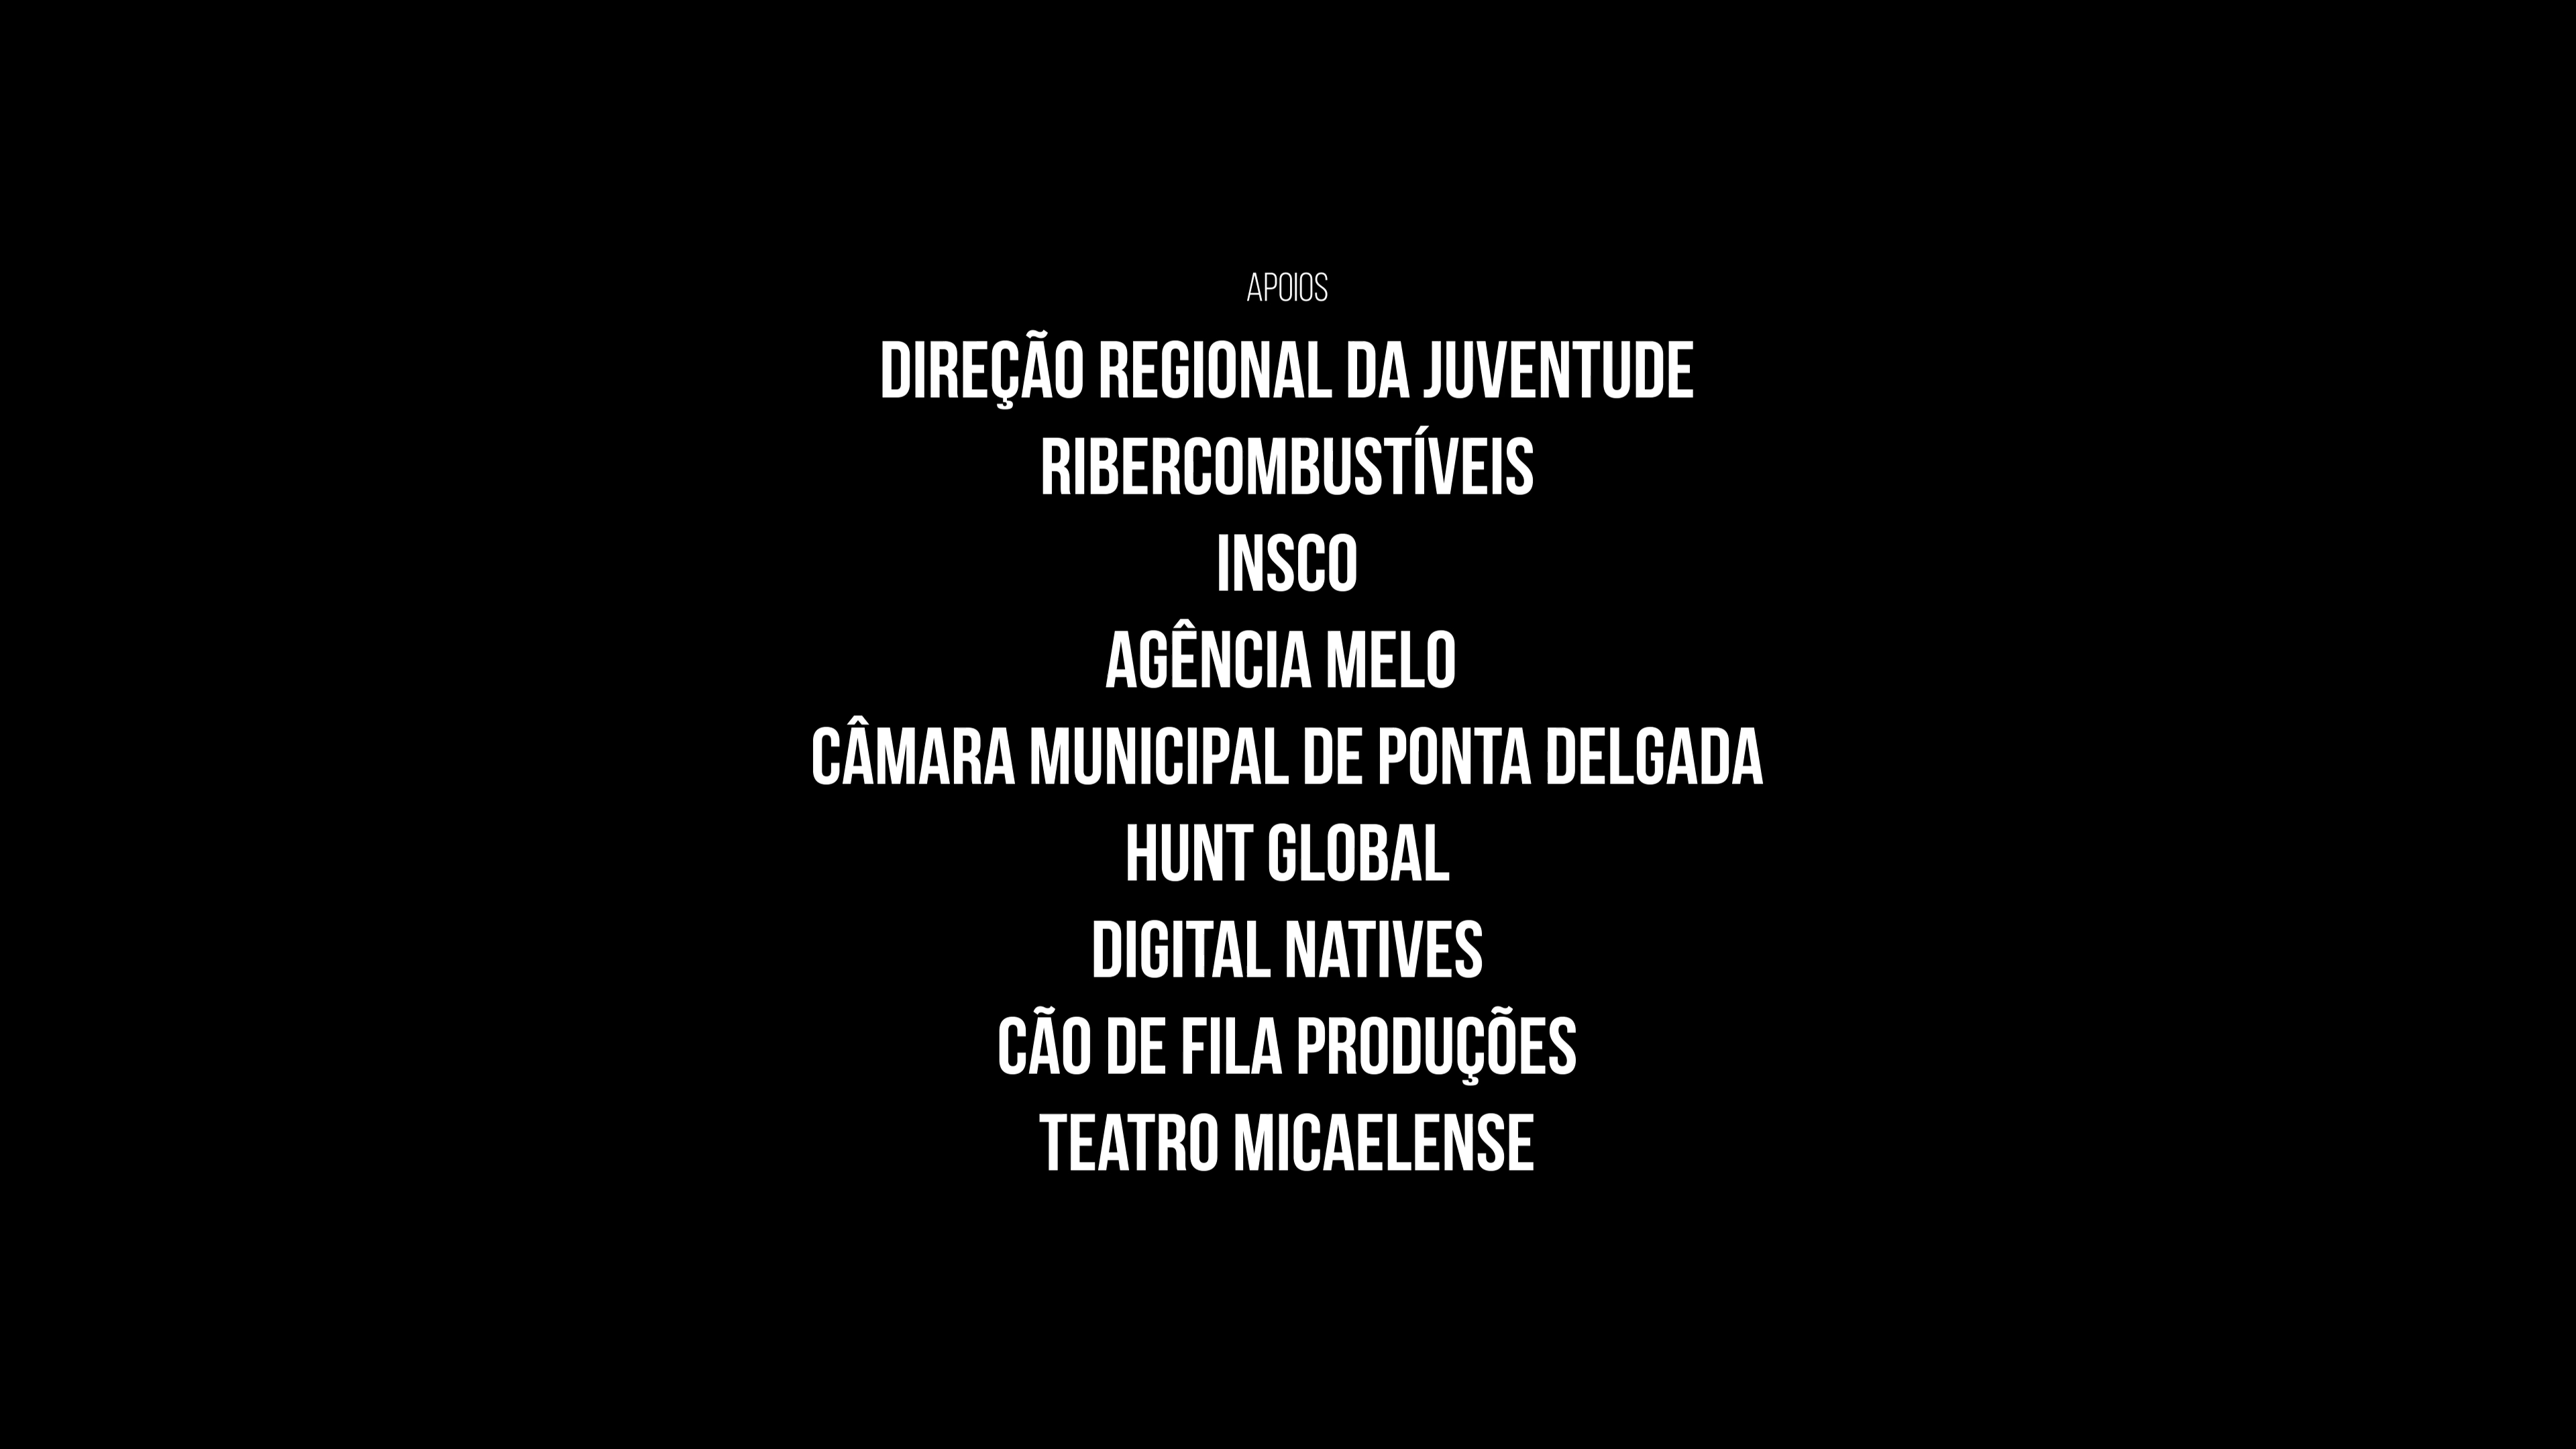 APOIOS
DIREÇÃO REGIONAL DA JUVENTUDE
RIBERCOMBUSTÍVEIS
INSCO
AGÊNCIA MELO
CÂMARA MUNICIPAL DE PONTA DELGADA
HUNT GLOBAL
DIGITAL NATIVES
CÃO DE FILA PRODUÇÕES
TEATRO MICAELENSE